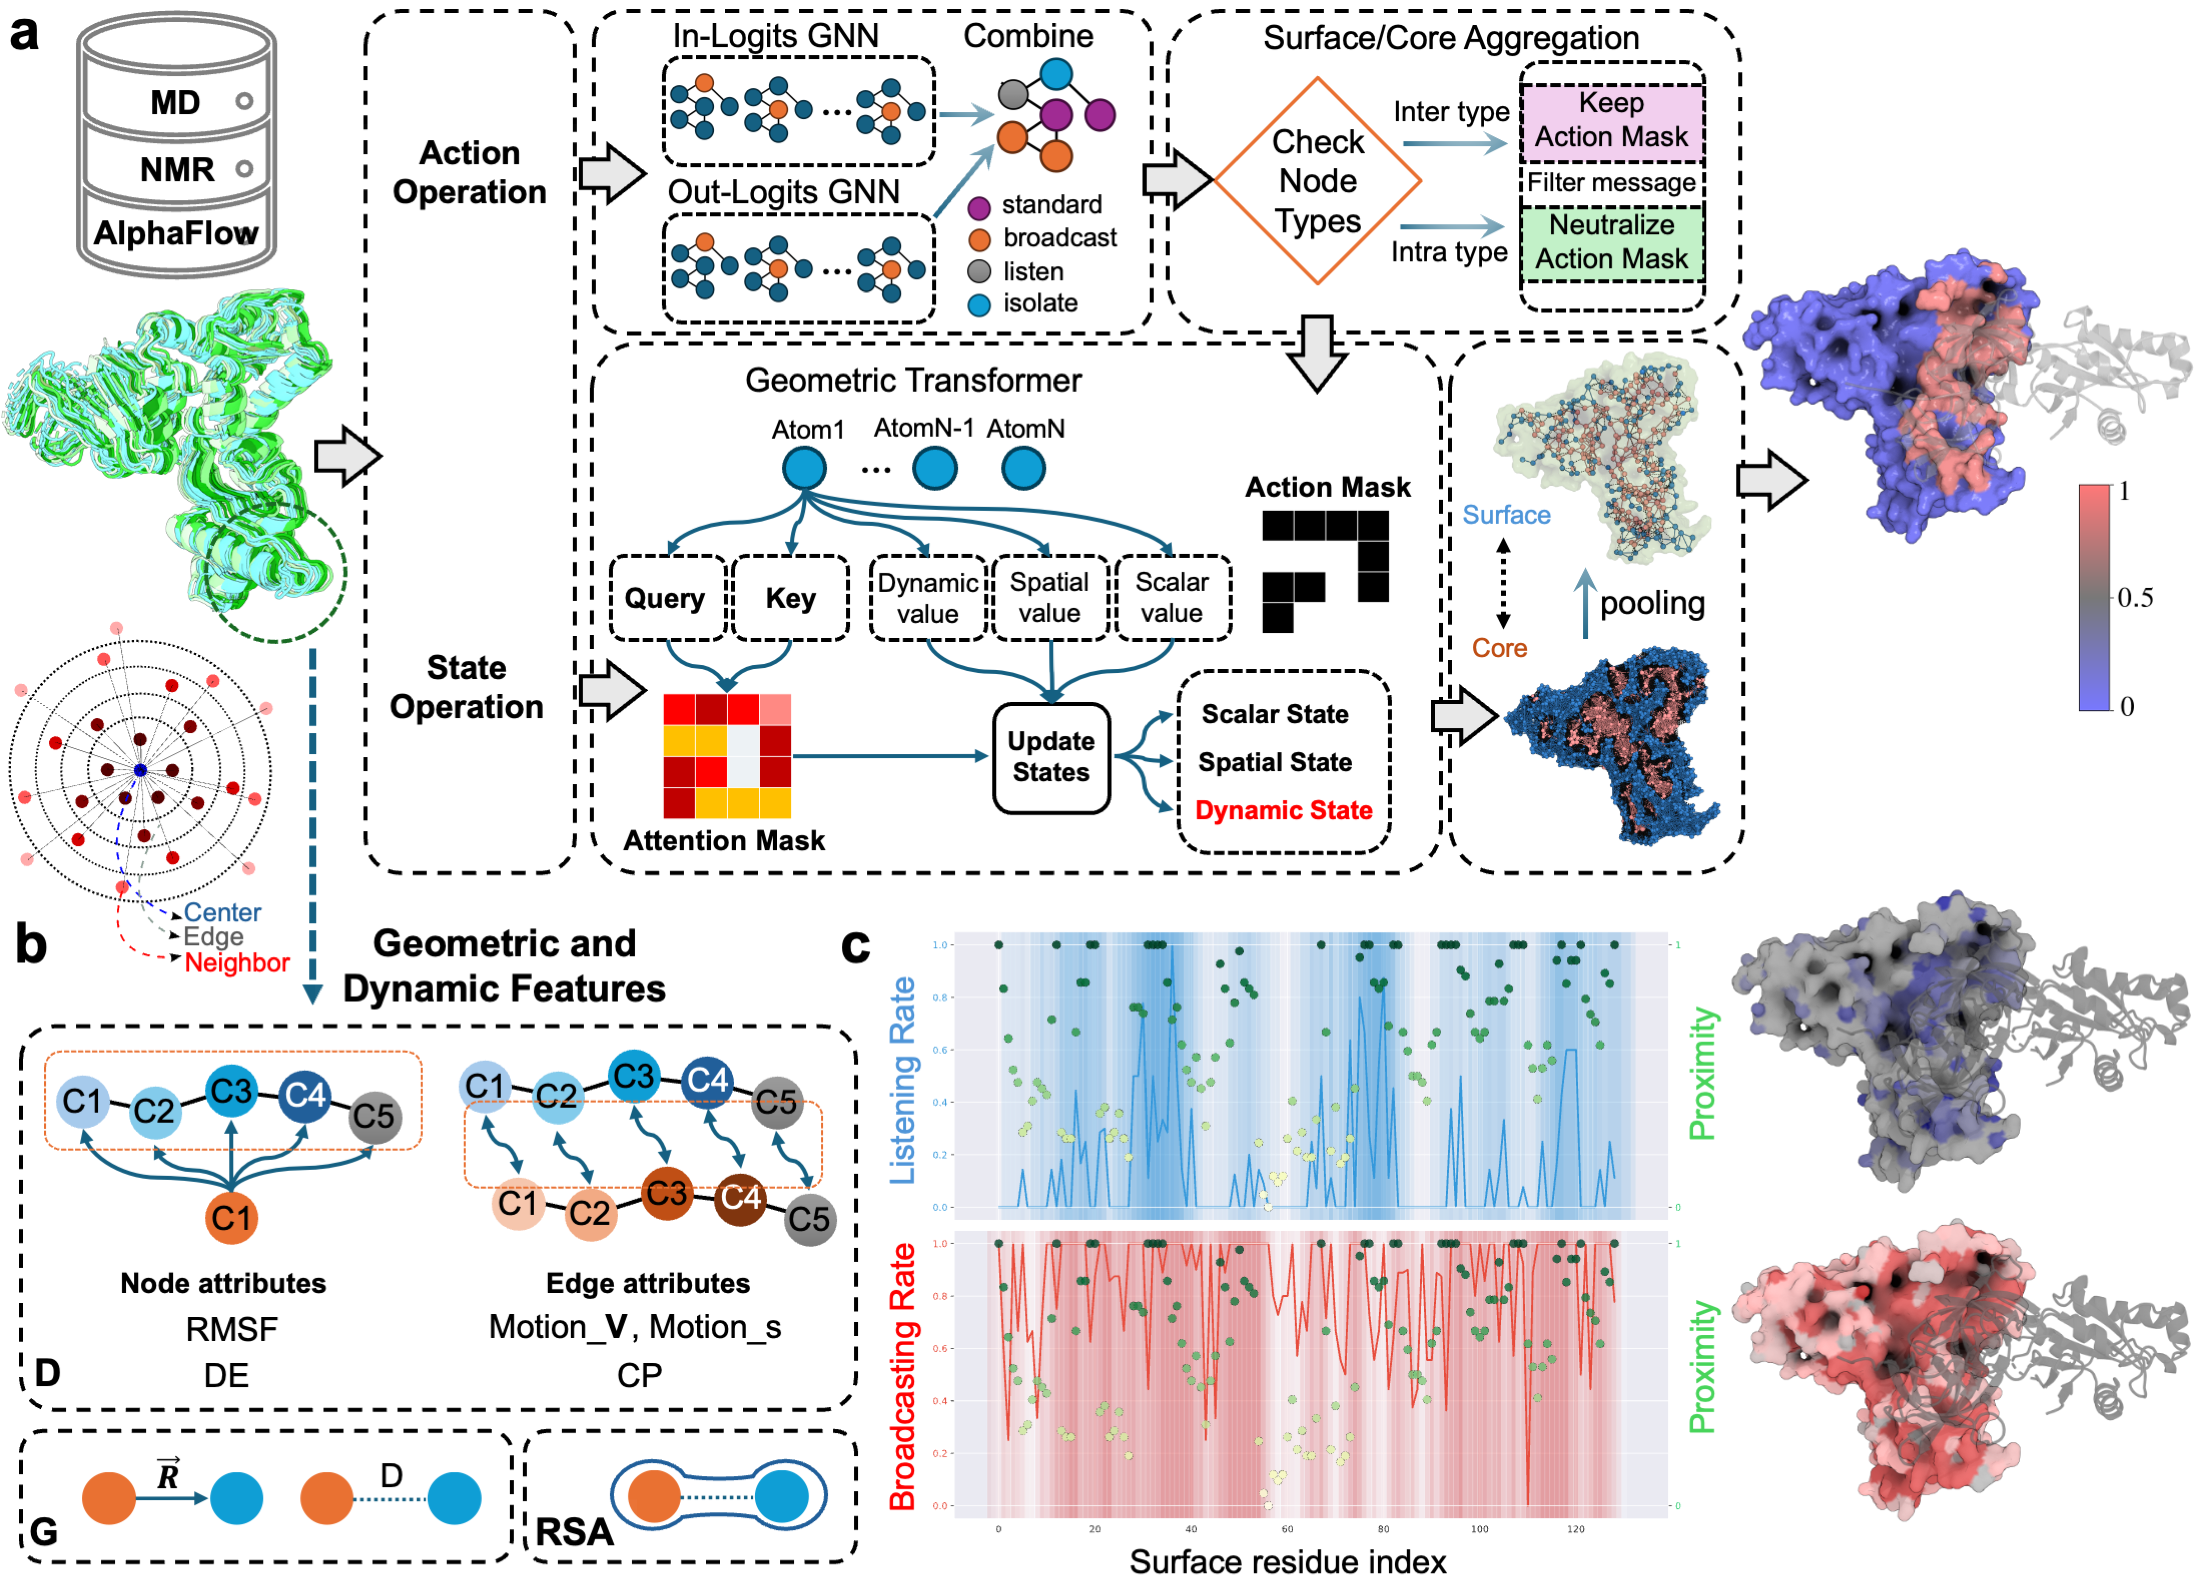 a
MD
NMR
AlphaFlow
Action
Operation
State
Operation
In-Logits GNN
Combine
...
Out-Logits GNN
...
standard
broadcast
listen
isolate
Surface/Core Aggregation
Check
Node
Types
Inter type
Intra type
Keep
Action Mask
Filter message
Neutralize
Action Mask
Geometric Transformer
Atom1
AtomN-1
AtomN
...
Query
Key
Dynamic
value
Spatial
value
Scalar
value
Action Mask
Attention Mask
Update
States
Scalar State
Spatial State
Dynamic State
Surface
Core
pooling
1
0.5
0
Center
Edge
Neighbor
b
Geometric and
Dynamic Features
C1
C2
C3
C4
C5
C1
C1
C2
C3
C4
C5
C1
C2
C3
C4
C5
Node attributes
RMSF
DE
Edge attributes
Motion_V, Motion_s
CP
D
R
D
G
RSA
c
Listening Rate
1.0
0.8
0.6
0.4
0.2
0.0
1
0
Proximity
Broadcasting Rate
1.0
0.8
0.6
0.4
0.2
0.0
1
0
Proximity
0 20 40 60 80 100 120
Surface residue index